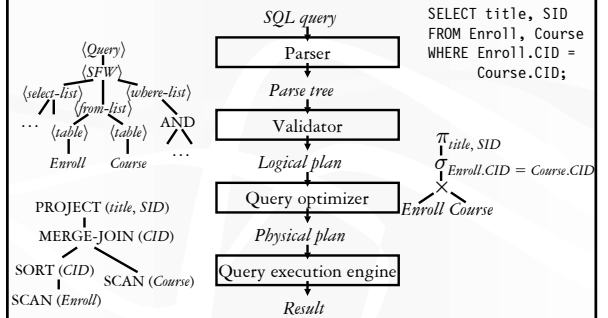 SQL query
Parser
Parse tree
Validator
Logical plan
Query optimizer
Physical plan
Query execution engine
Result
SELECT title, SID
FROM Enroll, Course
WHERE Enroll.CID =
Course.CID;
⟨Query⟩
⟨SFW⟩
⟨select-list⟩ ⟨where-list⟩
⟨from-list⟩
… ⟨table⟩ ⟨table⟩ AND
Enroll Course …
π title, SID
σ Enroll.CID = Course.CID
×
Enroll Course
PROJECT (title, SID)
MERGE-JOIN (CID)
SORT (CID)
SCAN (Course)
SCAN (Enroll)